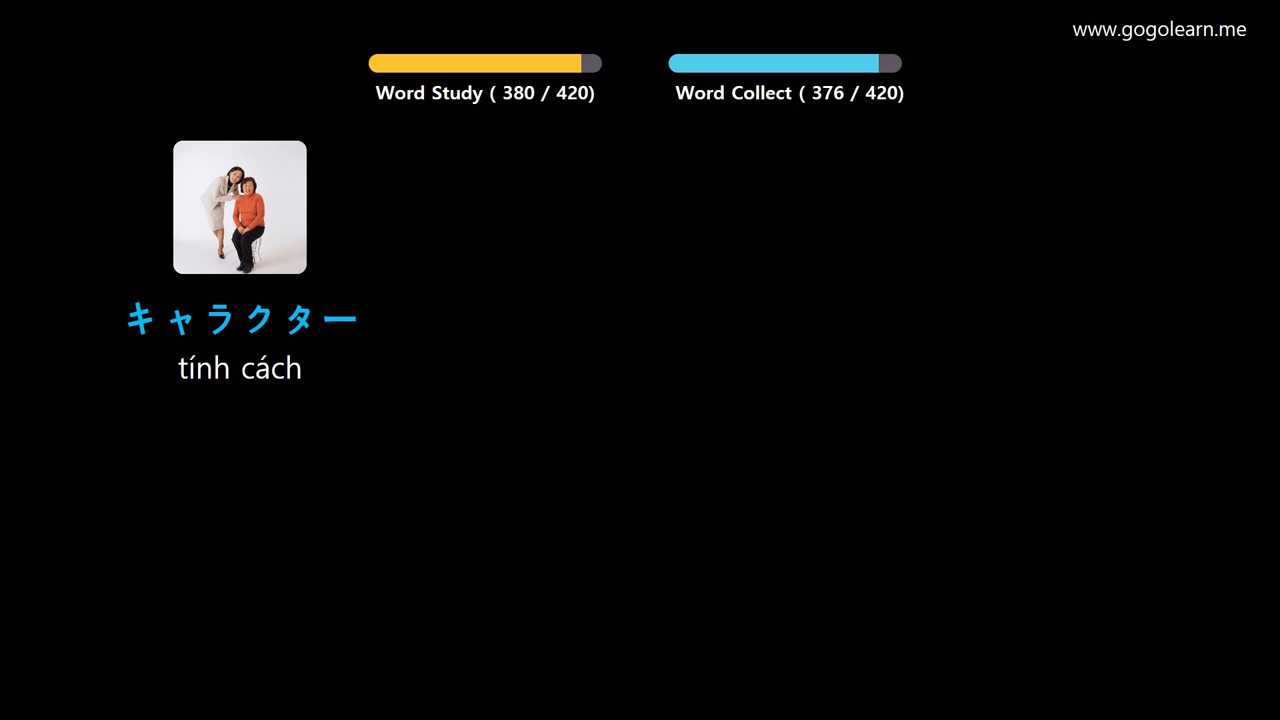 www.gogolearn.me
Word Study ( 380 / 420)
Word Collect ( 376 / 420)
キャラクター
tính cách